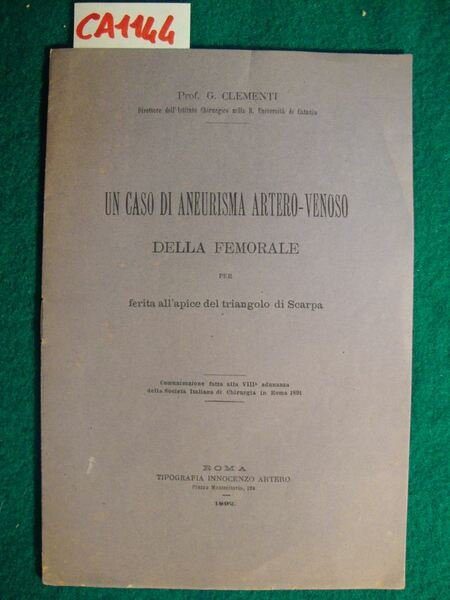 CA1144
Prof. G. CLEMENTI
Direttore dell'Istituto Chirurgico nella R. Università di Catania
UN CASO DI ANEURISMA ARTERO-VENOSO
DELLA FEMORALE
PER
ferita all'apice del triangolo di Scarpa
Comunicazione fatta alla VIIIª adunanza
della Società Italiana di Chirurgia in Roma 1891
ROMA
TIPOGRAFIA INNOCENZO ARTERO
Piazza Montecitorio,
1892.